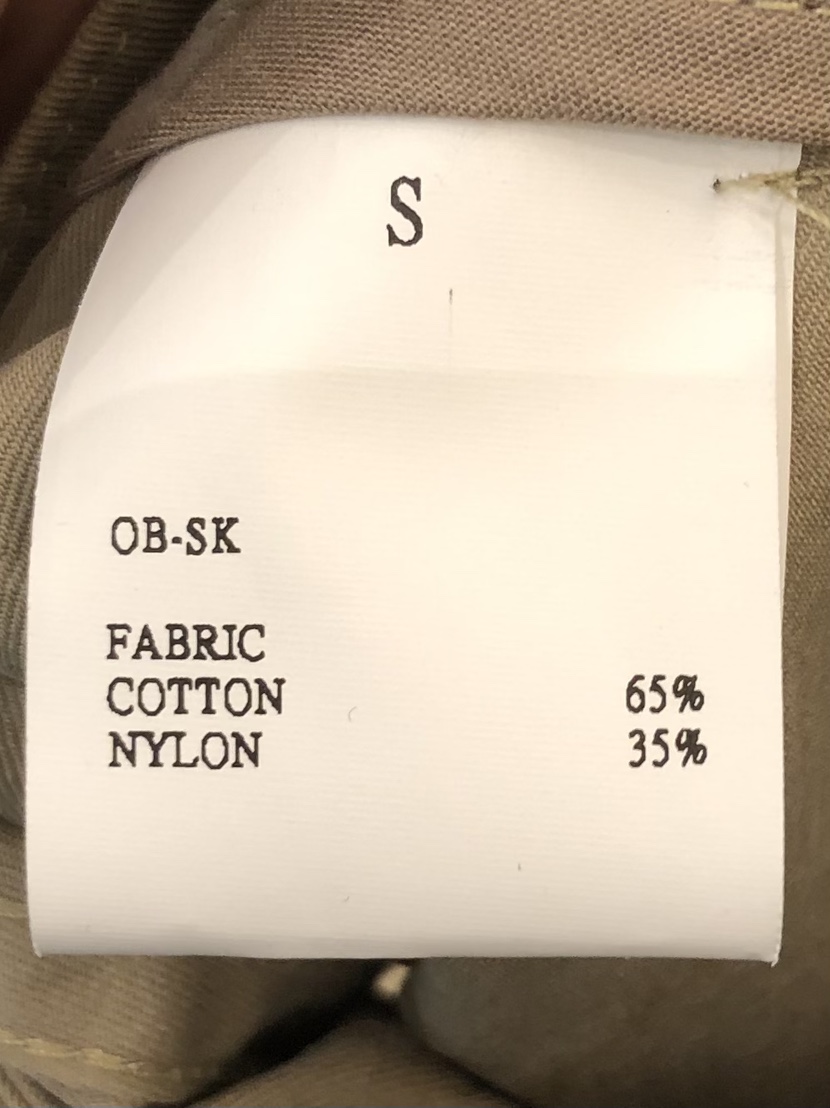 S
OB-SK
FABRIC
COTTON 65%
NYLON 35%